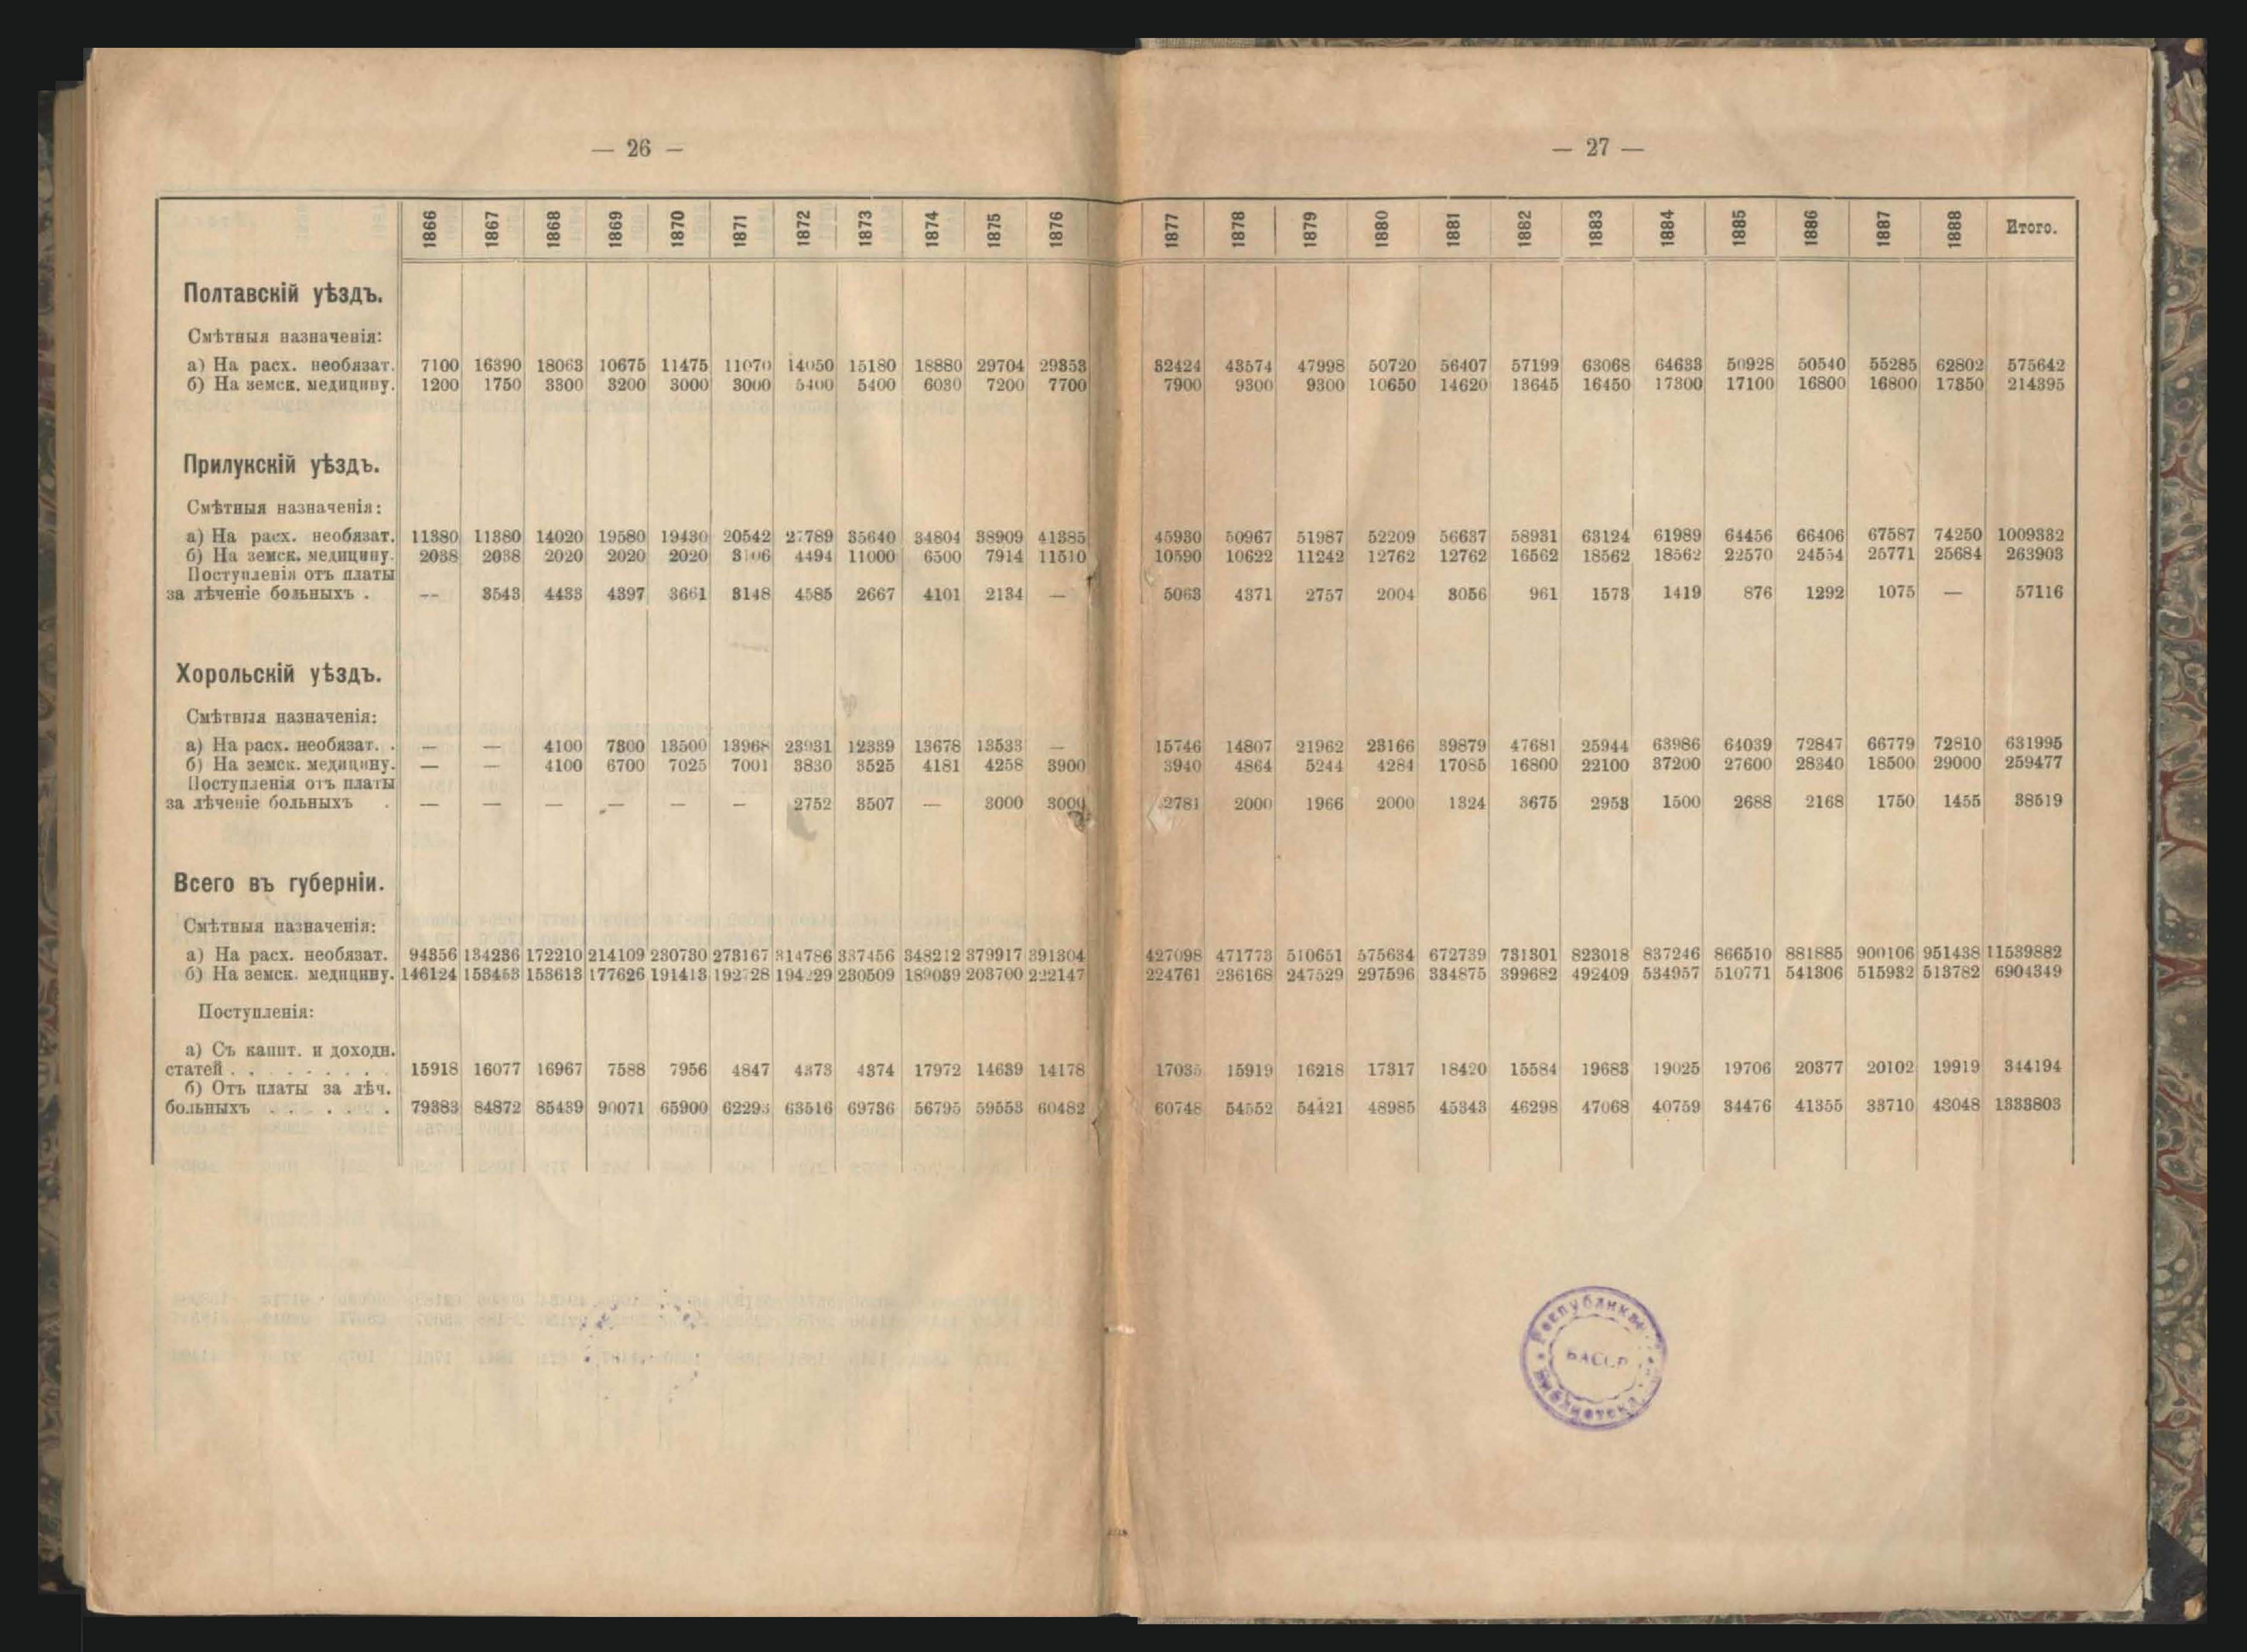 — 26 —
1866 1867 1868 1869 1870 1871 1872 1873 1874 1875 1876
Полтавскій уѣздъ.
Смѣтныя назначенія:
а) На расх. необязат. 7100 16390 18063 10675 11475 11070 14050 15180 18880 29704 29353
б) На земск. медицину. 1200 1750 3300 3200 3000 3000 5400 5400 6030 7200 7700
Прилукскій уѣздъ.
Смѣтныя назначенія:
а) На расх. необязат. 11380 11380 14020 19580 19430 20542 27789 35640 34804 38909 41385
б) На земск. медицину. 2038 2038 2020 2020 2020 3106 4494 11000 6500 7914 11510
Поступленія отъ платы
за лѣченіе больныхъ . — 3543 4433 4397 3661 3148 4585 2667 4101 2134 —
Хорольскій уѣздъ.
Смѣтныя назначенія:
а) На расх. необязат. . — — 4100 7300 13500 13968 23931 12339 13678 13533 —
б) На земск. медицину. — — 4100 6700 7025 7001 3830 3525 4181 4258 3900
Поступленія отъ платы
за лѣченіе больныхъ . — — — — — — 2752 3507 — 3000 3000
Всего въ губерніи.
Смѣтныя назначенія:
а) На расх. необязат. 94356 134236 172210 214109 230730 273167 314786 337456 348212 379917 391304
б) На земск. медицину. 146124 153453 153613 177626 191413 192728 230509 189039 203700 222147
Поступленія:
а) Съ капит. и доходн.
статей . . . . . . . . . 15918 16077 16967 7588 7956 4847 4373 4374 17972 14639 14178
б) Отъ платы за лѣч.
больныхъ . . . . . . 79383 84872 85439 90071 65900 62293 63516 69736 56795 59553 60482
— 27 —
1877 1878 1879 1880 1881 1882 1883 1884 1885 1886 1887 1888 Итого.
32424 43574 47998 50720 56407 57199 63068 64633 50928 50540 55285 62802 575642
7900 9300 9300 10650 14620 13645 16450 17300 17100 16800 16800 17350 214395
45930 50967 51987 52209 56637 58931 63124 61989 64456 66406 67587 74250 1009332
10590 10622 11242 12762 12762 16562 18562 18562 22570 24554 25771 25684 263903
5063 4371 2757 2004 3056 961 1573 1419 876 1292 1075 — 57116
15746 14807 21962 23166 39879 47681 25944 63986 64039 72847 66779 72810 631995
3940 4864 5244 4284 17085 16800 22100 37200 27600 28340 18500 29000 259477
2781 2000 1966 2000 1324 3675 2953 1500 2688 2168 1750 1455 38519
427098 471773 510651 575634 672739 731301 823018 837246 866510 881885 900106 951438 11539882
224761 236168 247529 297596 334875 399682 492409 534957 510771 541306 515932 513782 6904349
17035 15919 16218 17317 18420 15584 19683 19025 19706 20377 20102 19919 344194
60748 54552 54421 48985 45343 46298 47068 40759 34476 41355 33710 43048 1333803
БАССР